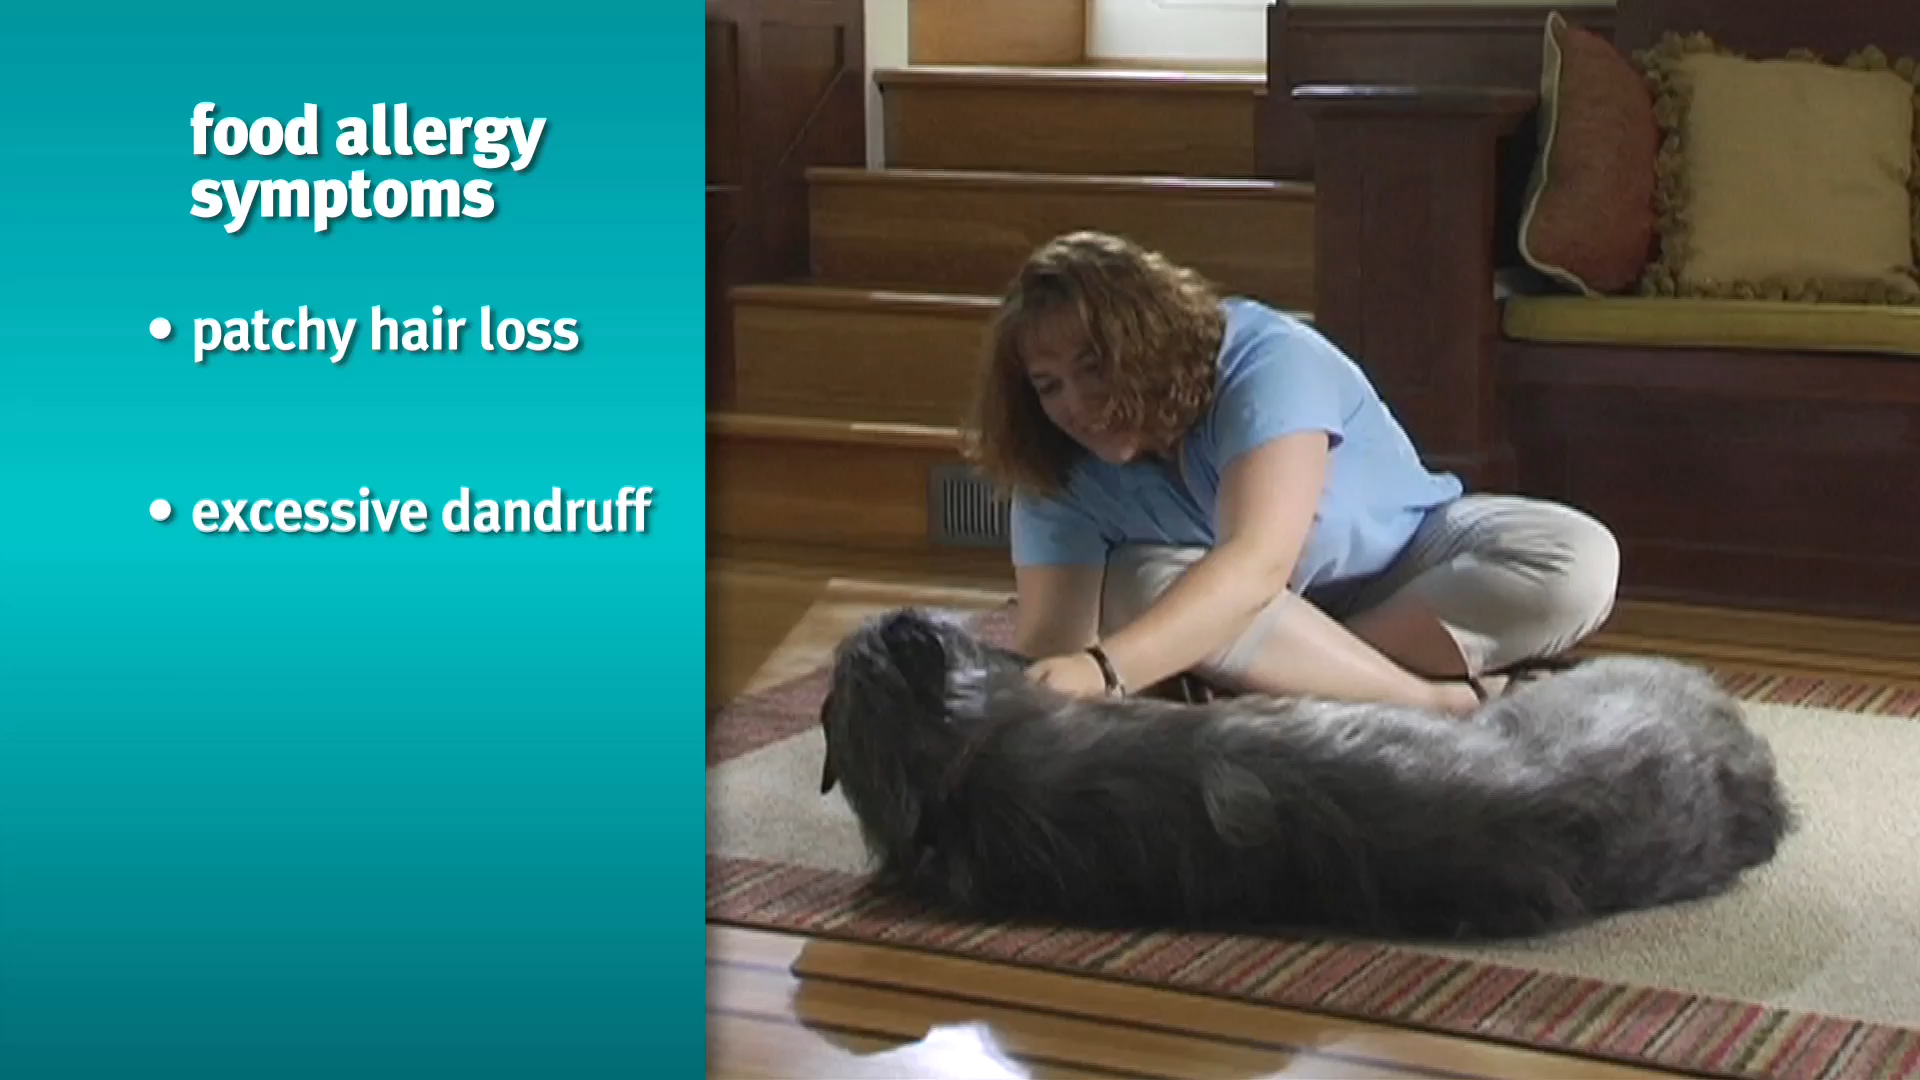 food allergy
symptoms
• patchy hair loss
• excessive dandruff